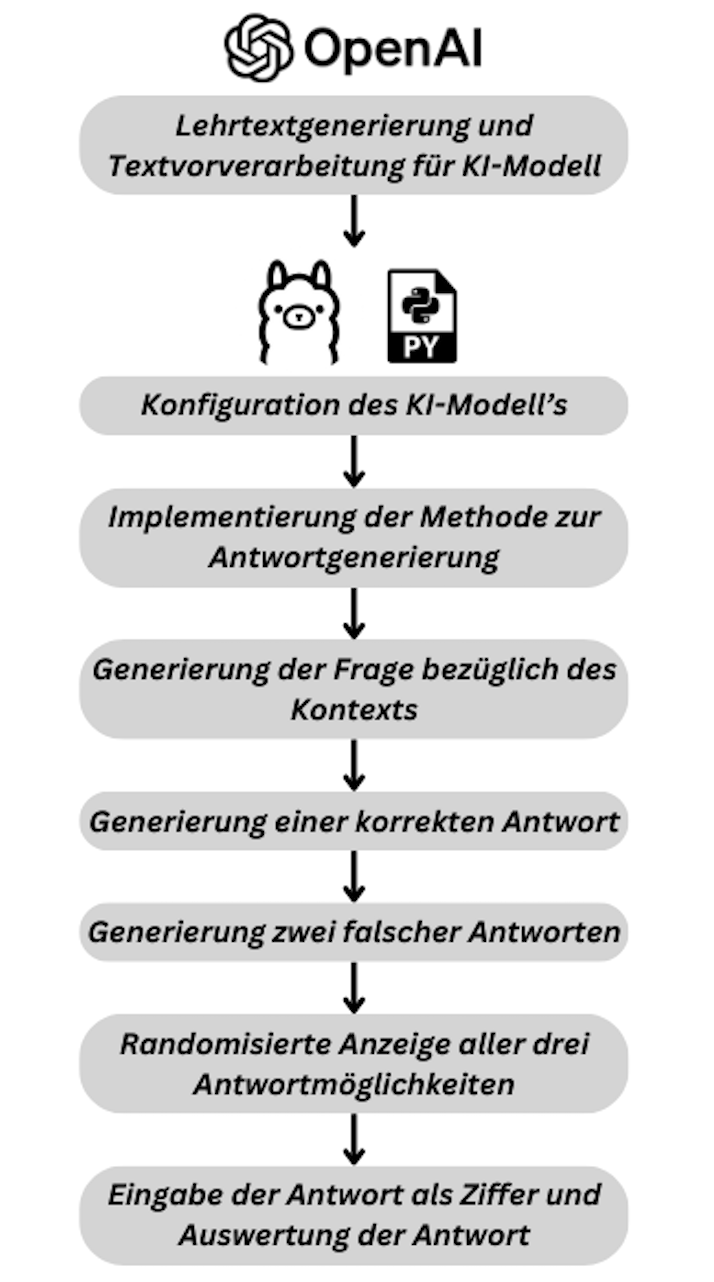 OpenAI
Lehrtextgenerierung und
Textvorverarbeitung für KI-Modell
PY
Konfiguration des KI-Modell’s
Implementierung der Methode zur
Antwortgenerierung
Generierung der Frage bezüglich des
Kontexts
Generierung einer korrekten Antwort
Generierung zwei falscher Antworten
Randomisierte Anzeige aller drei
Antwortmöglichkeiten
Eingabe der Antwort als Ziffer und
Auswertung der Antwort